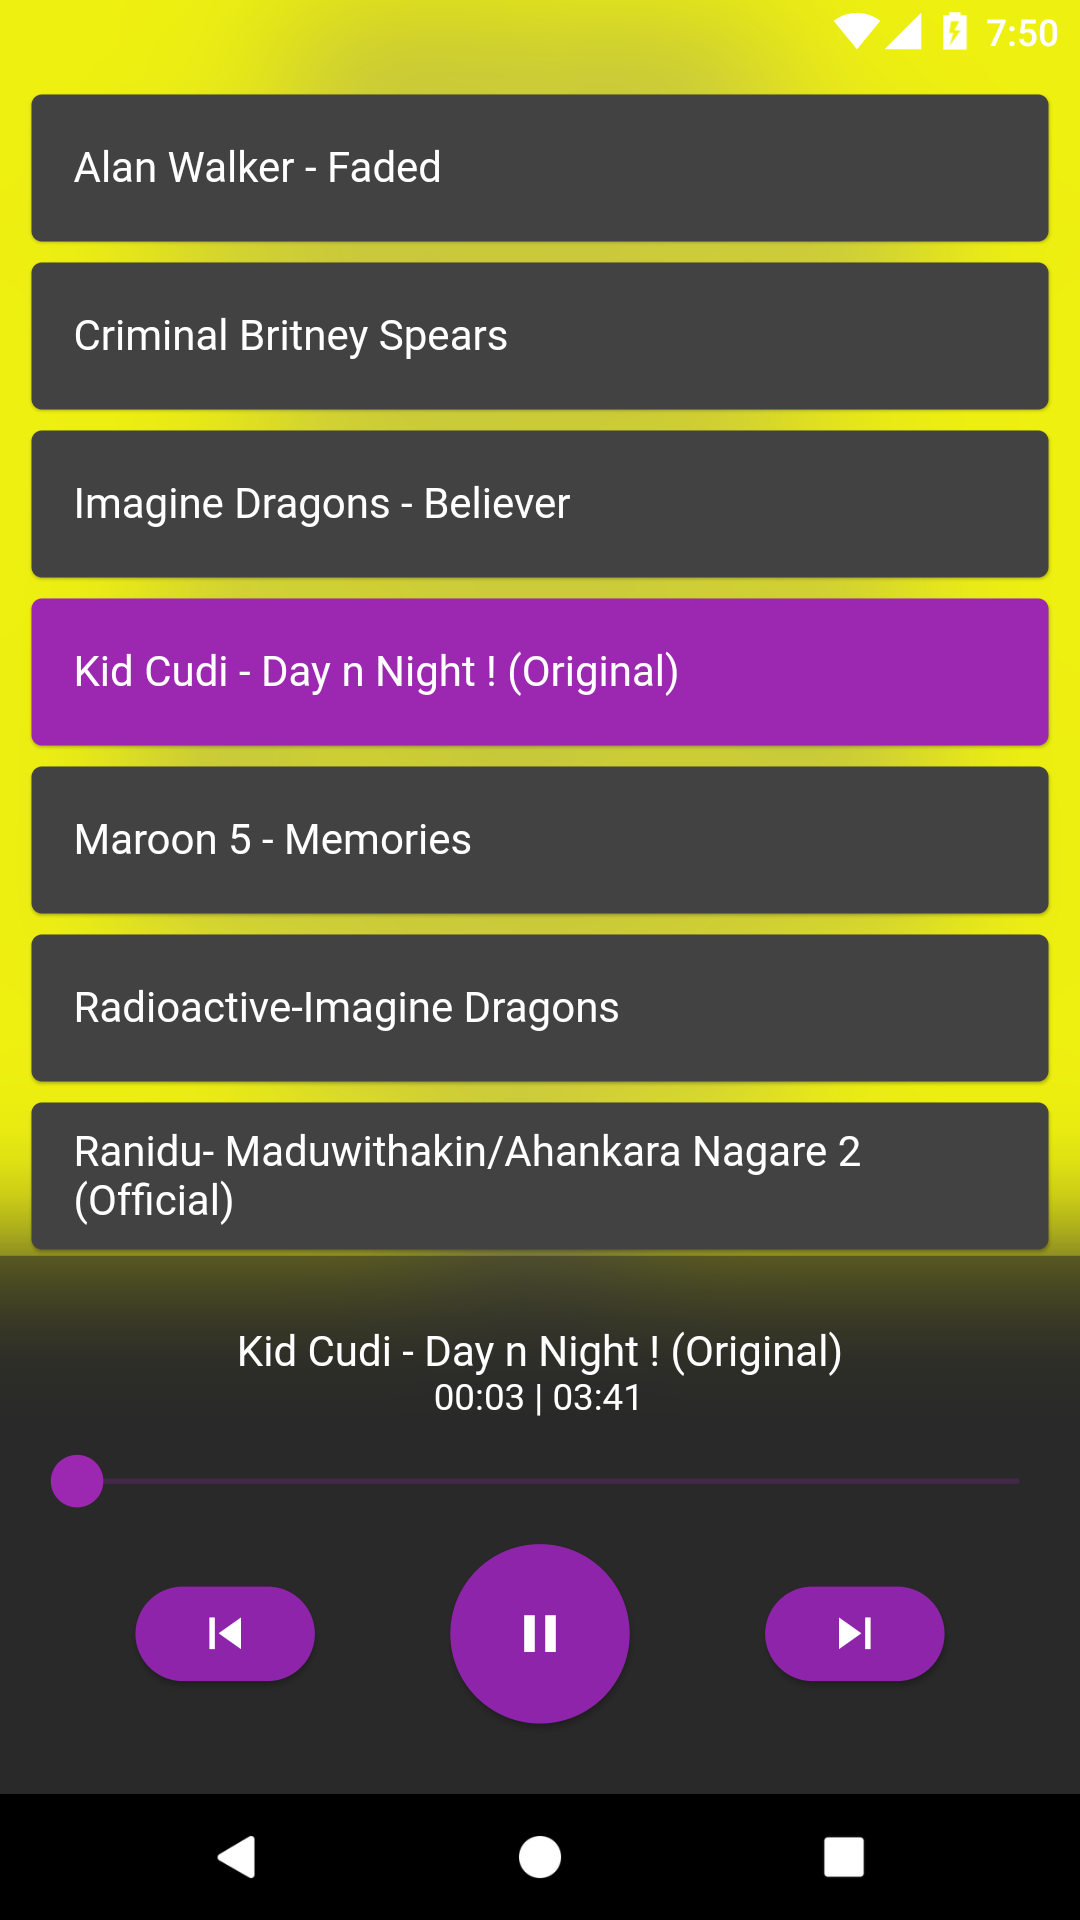 7:50
Alan Walker - Faded
Criminal Britney Spears
Imagine Dragons - Believer
Kid Cudi - Day n Night ! (Original)
Maroon 5 - Memories
Radioactive-Imagine Dragons
Ranidu- Maduwithakin/Ahankara Nagare 2
(Official)
Kid Cudi - Day n Night ! (Original)
00:03 | 03:41